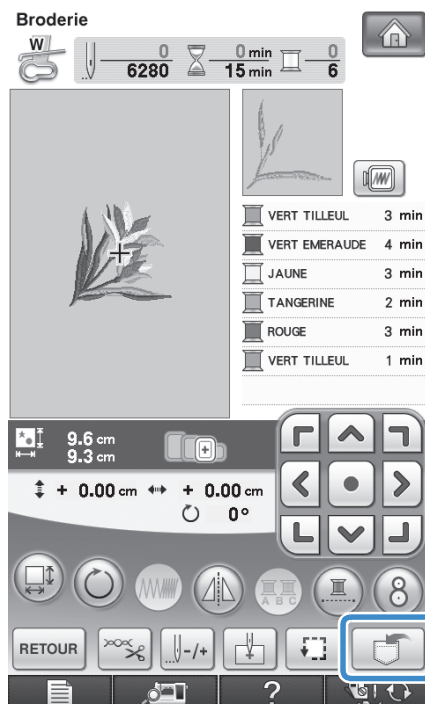 Broderie
W
0 0 min 0
6280 15 min 6
VERT TILLEUL 3 min
VERT EMERAUDE 4 min
JAUNE 3 min
TANGERINE 2 min
ROUGE 3 min
VERT TILLEUL 1 min
9.6 cm
9.3 cm
+ 0.00 cm + 0.00 cm
0°
A B C
8
RETOUR -/+
?